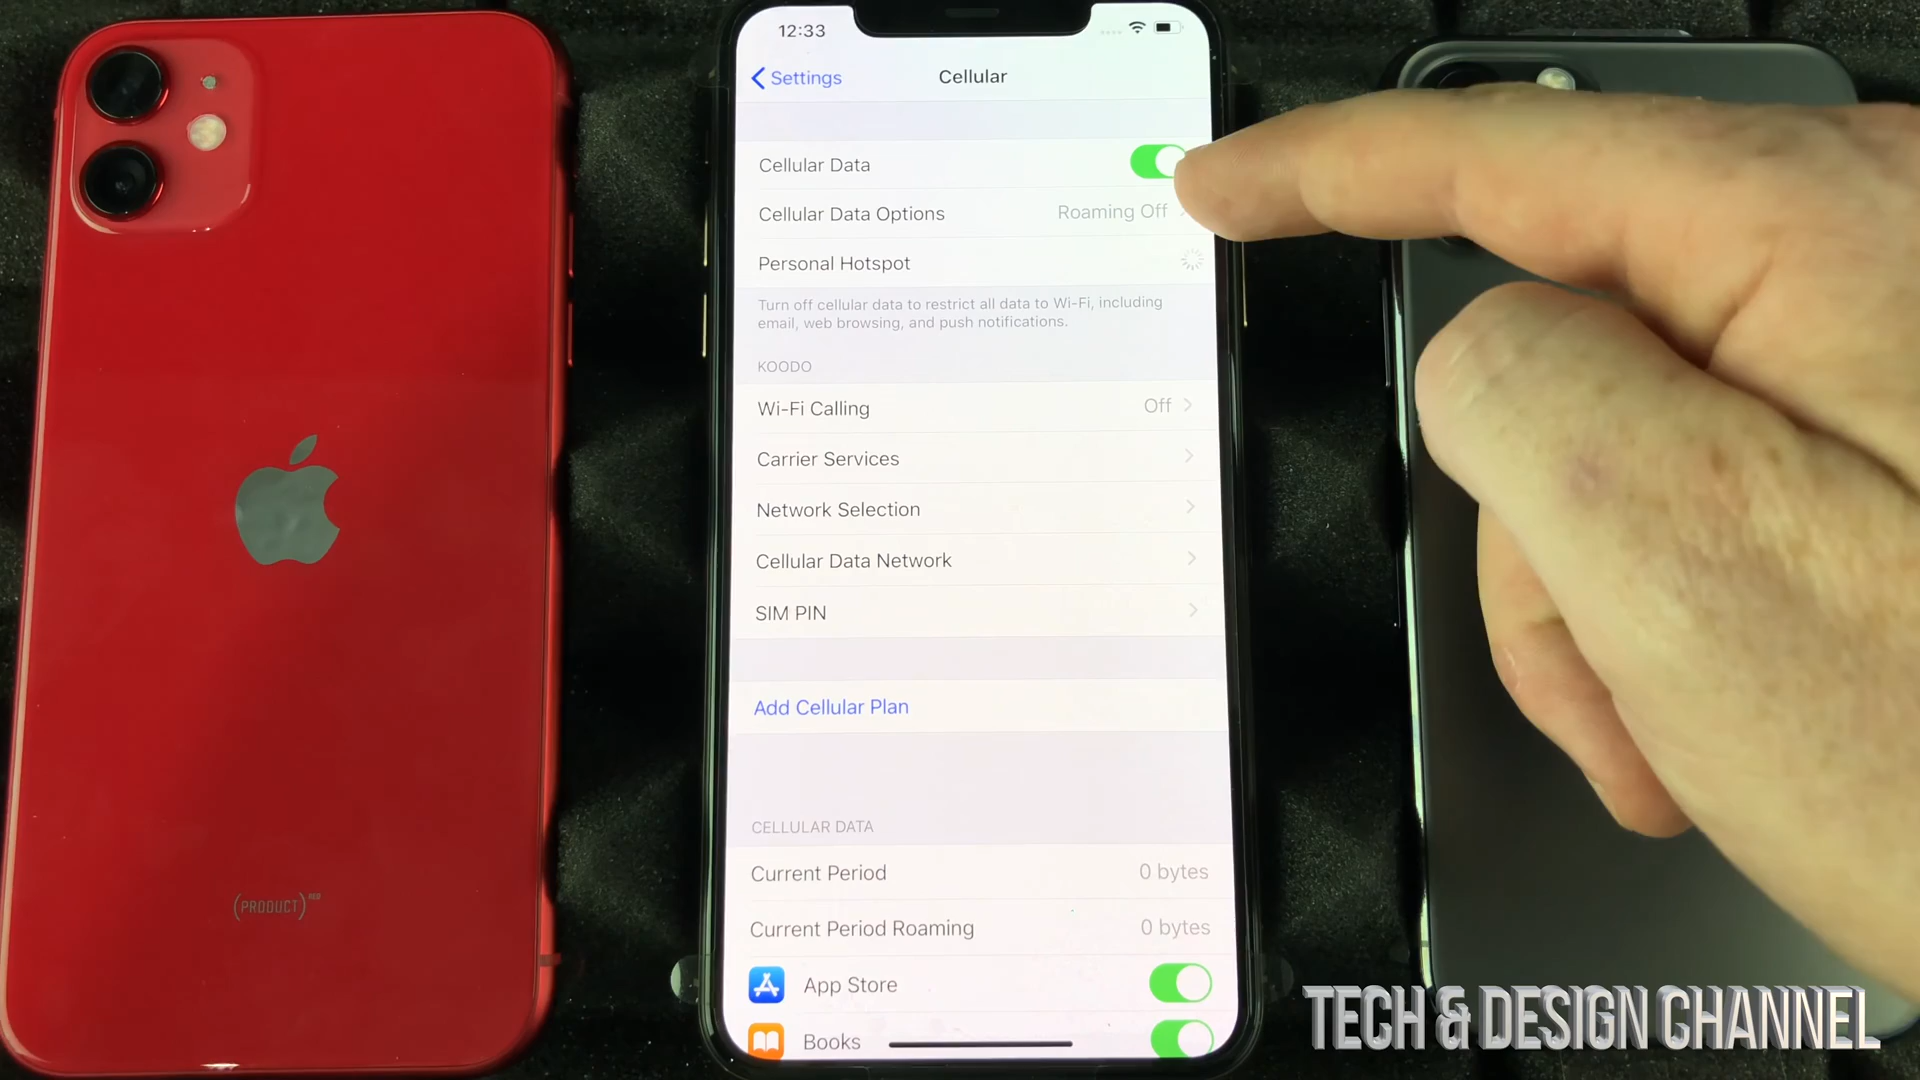 12:33
Settings
Cellular
Cellular Data
Cellular Data Options Roaming Off
Personal Hotspot
Turn off cellular data to restrict all data to Wi-Fi, including
email, web browsing, and push notifications.
KOODO
Wi-Fi Calling Off
Carrier Services
Network Selection
Cellular Data Network
SIM PIN
Add Cellular Plan
CELLULAR DATA
Current Period 0 bytes
Current Period Roaming 0 bytes
App Store
Books
(PRODUCT)RED
TECH & DESIGN CHANNEL